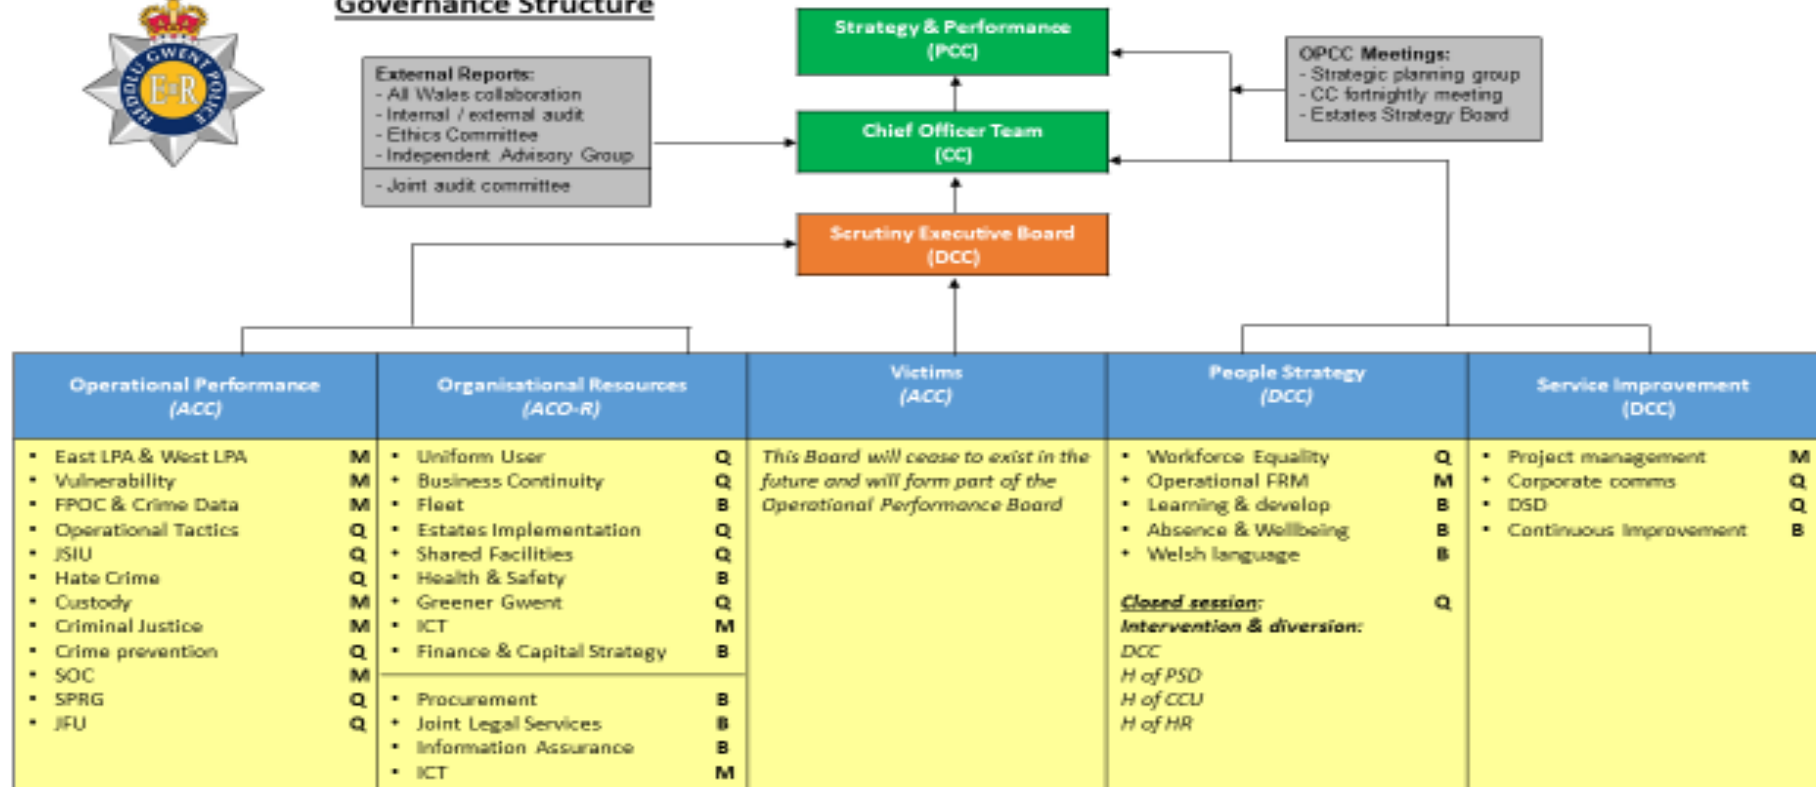 Governance Structure
HEDDLU GWENT POLICE
E R
External Reports:
- All Wales collaboration
- Internal / external audit
- Ethics Committee
- Independent Advisory Group
- Joint audit committee
Strategy & Performance
(PCC)
OPCC Meetings:
- Strategic planning group
- CC fortnightly meeting
- Estates Strategy Board
Chief Officer Team
(CC)
Scrutiny Executive Board
(DCC)
Operational Performance
(ACC)
• East LPA & West LPA M
• Vulnerability M
• FPOC & Crime Data M
• Operational Tactics Q
• JSIU Q
• Hate Crime Q
• Custody M
• Criminal Justice M
• Crime prevention Q
• SOC M
• SPRG Q
• JFU Q
Organisational Resources
(ACO-R)
• Uniform User Q
• Business Continuity Q
• Fleet B
• Estates Implementation Q
• Shared Facilities Q
• Health & Safety B
• Greener Gwent Q
• ICT M
• Finance & Capital Strategy B
• Procurement B
• Joint Legal Services B
• Information Assurance B
• ICT M
Victims
(ACC)
This Board will cease to exist in the
future and will form part of the
Operational Performance Board
People Strategy
(DCC)
• Workforce Equality Q
• Operational FRM M
• Learning & develop B
• Absence & Wellbeing B
• Welsh language B
Closed session: Q
Intervention & diversion:
DCC
H of PSD
H of CCU
H of HR
Service Improvement
(DCC)
• Project management M
• Corporate comms Q
• DSD Q
• Continuous Improvement B